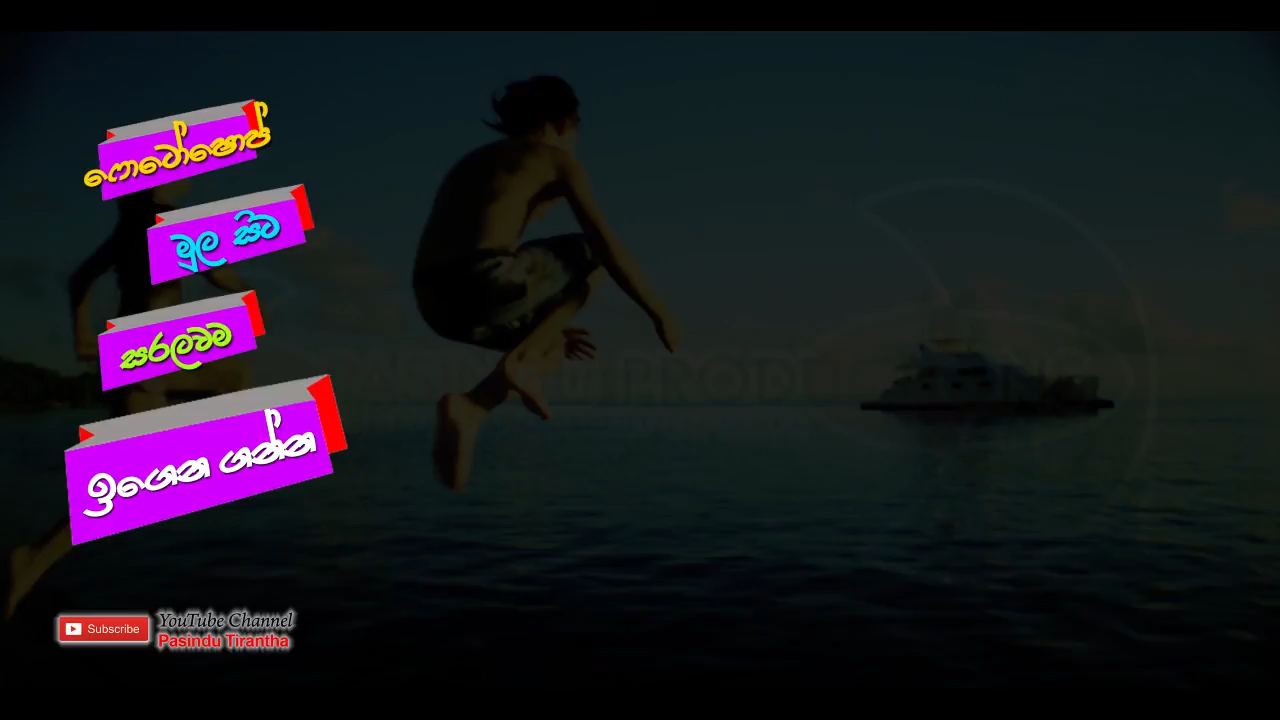 ෆොටෝෂොප්
මුල සිට
සරලවම
ඉගෙන ගන්න
Subscribe
YouTube Channel
Pasindu Tirantha